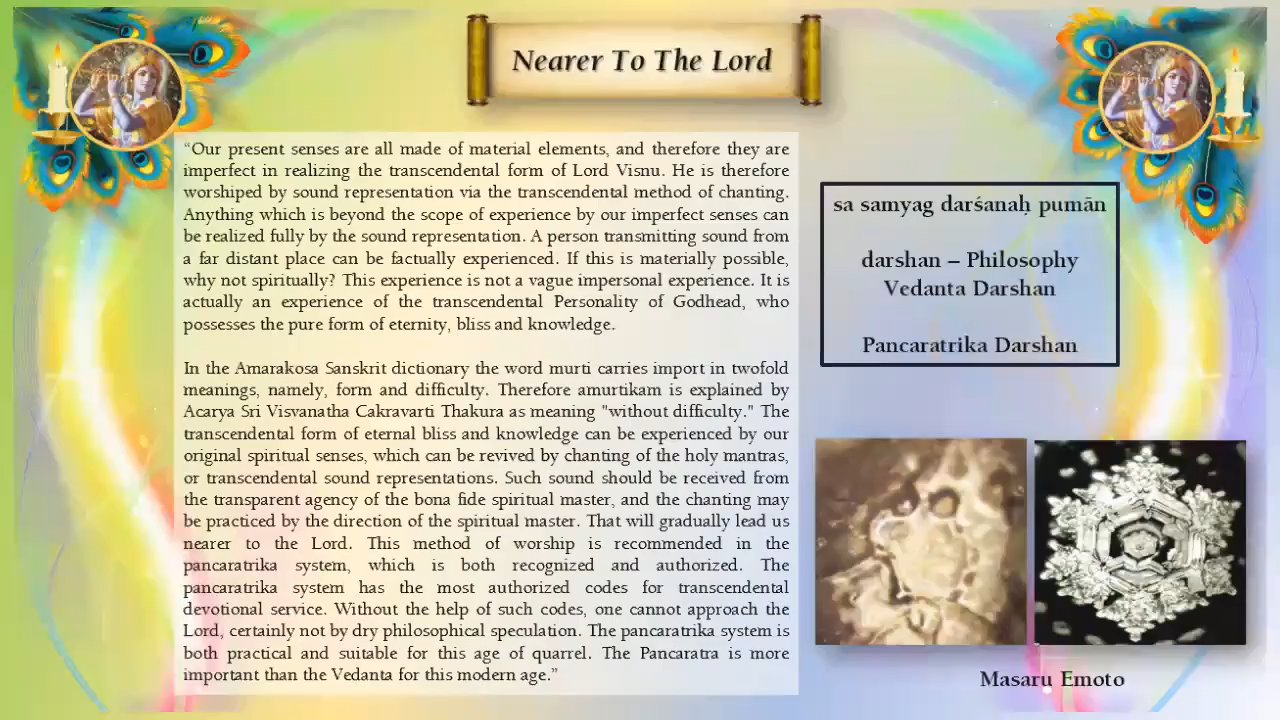 Nearer To The Lord
“Our present senses are all made of material elements, and therefore they are
imperfect in realizing the transcendental form of Lord Visnu. He is therefore
worshiped by sound representation via the transcendental method of chanting.
Anything which is beyond the scope of experience by our imperfect senses can
be realized fully by the sound representation. A person transmitting sound from
a far distant place can be factually experienced. If this is materially possible,
why not spiritually? This experience is not a vague impersonal experience. It is
actually an experience of the transcendental Personality of Godhead, who
possesses the pure form of eternity, bliss and knowledge.
In the Amarakosa Sanskrit dictionary the word murti carries import in twofold
meanings, namely, form and difficulty. Therefore amurtikam is explained by
Acarya Sri Visvanatha Cakravarti Thakura as meaning "without difficulty." The
transcendental form of eternal bliss and knowledge can be experienced by our
original spiritual senses, which can be revived by chanting of the holy mantras,
or transcendental sound representations. Such sound should be received from
the transparent agency of the bona fide spiritual master, and the chanting may
be practiced by the direction of the spiritual master. That will gradually lead us
nearer to the Lord. This method of worship is recommended in the
pancaratrika system, which is both recognized and authorized. The
pancaratrika system has the most authorized codes for transcendental
devotional service. Without the help of such codes, one cannot approach the
Lord, certainly not by dry philosophical speculation. The pancaratrika system is
both practical and suitable for this age of quarrel. The Pancaratra is more
important than the Vedanta for this modern age.”
sa samyag darśanaḥ pumān
darshan – Philosophy
Vedanta Darshan
Pancaratrika Darshan
Masaru Emoto